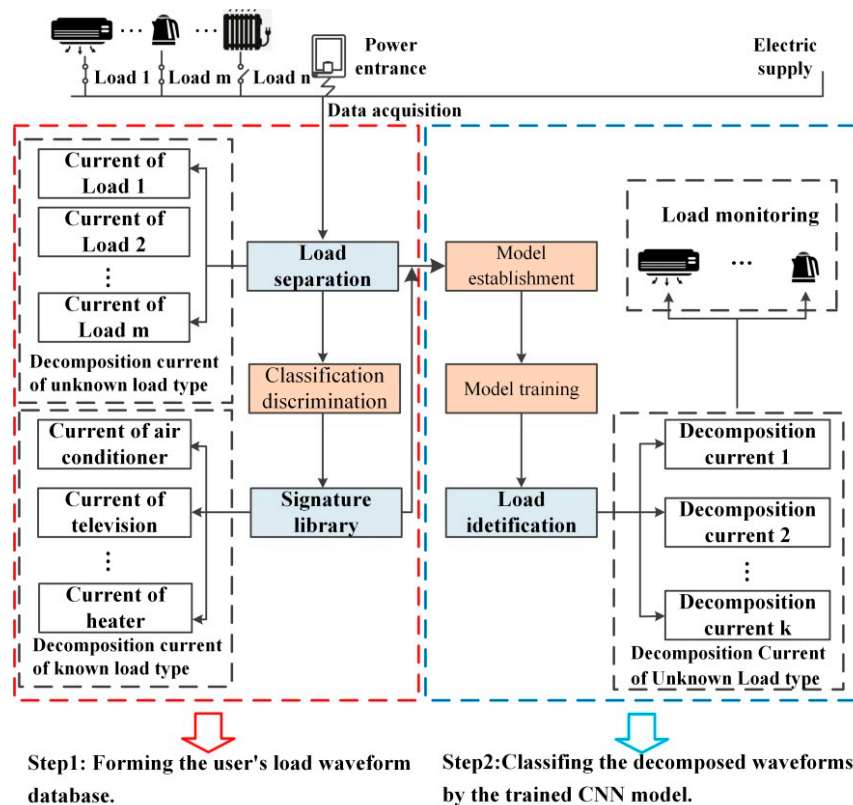 Load 1
Load m
Load n
Power
entrance
Electric
supply
Data acquisition
Current of
Load 1
Current of
Load 2
Current of
Load m
Decomposition current
of unknown load type
Load
separation
Classification
discrimination
Signature
library
Current of air
conditioner
Current of
television
Current of
heater
Decomposition current
of known load type
Model
establishment
Model training
Load
idetification
Load monitoring
Decomposition
current 1
Decomposition
current 2
Decomposition
current k
Decomposition Current
of Unknown Load type
Step1: Forming the user's load waveform
database.
Step2:Classifing the decomposed waveforms
by the trained CNN model.